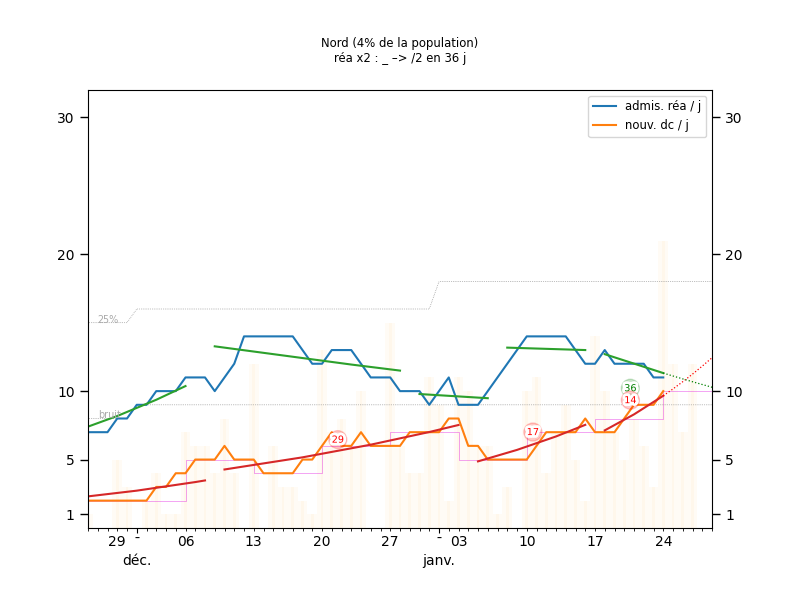 Nord (4% de la population)
réa x2 : _ –> /2 en 36 j
admis. réa / j
nouv. dc / j
30 30
20 20
25%
10 10
bruit
36
14
29 17
5 5
1 1
29 - 06 13 20 27 - 03 10 17 24
déc. janv.